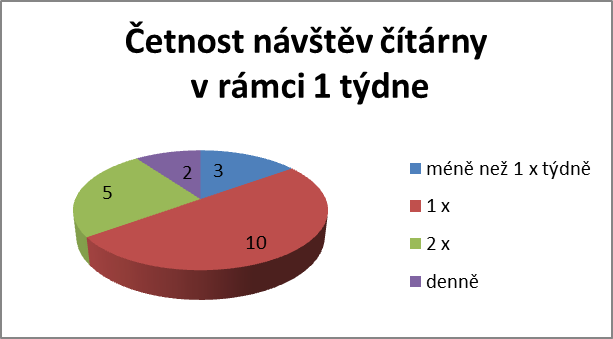 Četnost návštěv čítárny
v rámci 1 týdne
2
3
5
10
méně než 1 x týdně
1 x
2 x
denně